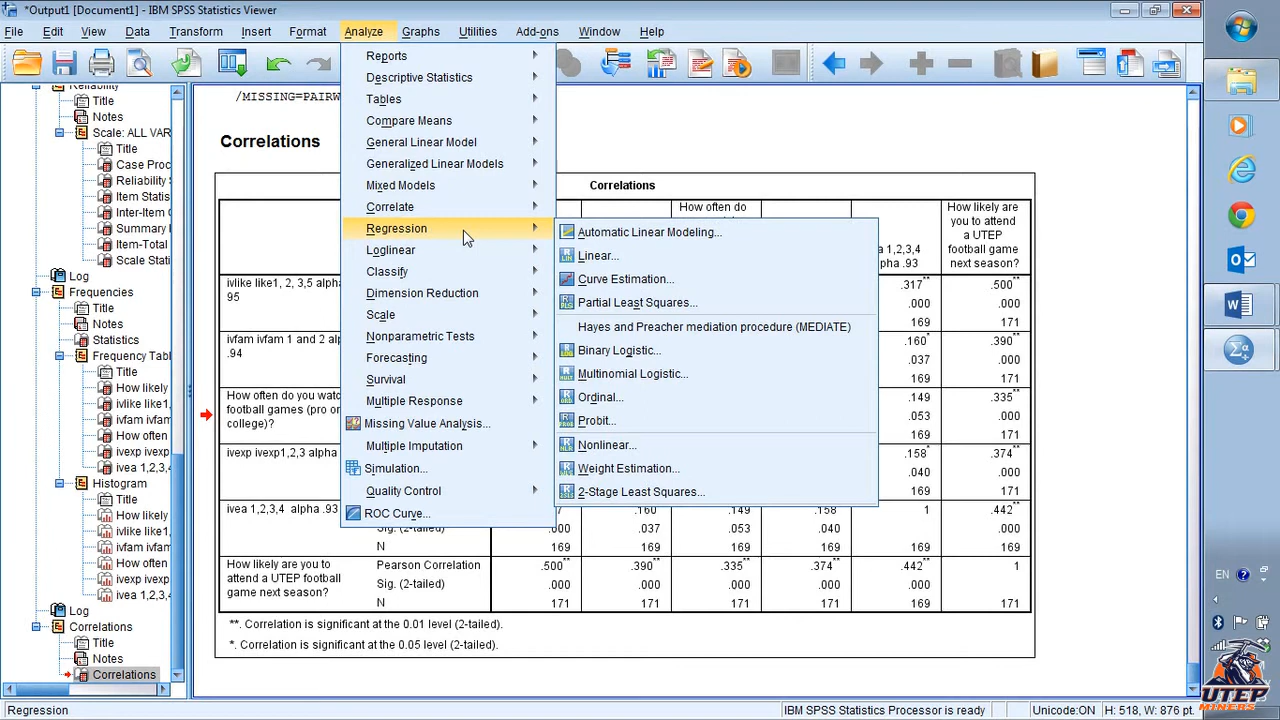 *Output1 [Document1] - IBM SPSS Statistics Viewer
File Edit View Data Transform Insert Format Analyze Graphs Utilities Add-ons Window Help
Reliability
Title
Notes
Scale: ALL VAR
Title
Case Proc
Reliability S
Item Statis
Inter-Item C
Summary I
Item-Total
Scale Stati
Log
Frequencies
Title
Notes
Statistics
Frequency Tabl
Title
How likely
ivlike like1
ivfam ivfam
How often
ivexp ivexp
ivea 1,2,3,
Histogram
Title
How likely
ivlike like1
ivfam ivfam
How often
ivexp ivexp
ivea 1,2,3,
Log
Correlations
Title
Notes
Correlations
Reports
Descriptive Statistics
Tables
Compare Means
General Linear Model
Generalized Linear Models
Mixed Models
Correlate
Regression
Loglinear
Classify
Dimension Reduction
Scale
Nonparametric Tests
Forecasting
Survival
Multiple Response
Missing Value Analysis...
Multiple Imputation
Simulation...
Quality Control
ROC Curve...
Automatic Linear Modeling...
Linear...
Curve Estimation...
Partial Least Squares...
Hayes and Preacher mediation procedure (MEDIATE)
Binary Logistic...
Multinomial Logistic...
Ordinal...
Probit...
Nonlinear...
Weight Estimation...
2-Stage Least Squares...
/MISSING=PAIRW
Correlations
Correlations
How often do
How likely are
you to attend
a UTEP
football game
next season?
a 1,2,3,4
alpha .93
ivlike like1, 2, 3,5 alph
95
.317** .500**
.000 .000
169 171
ivfam ivfam 1 and 2 alp
.94
.160* .390**
.037 .000
169 171
How often do you watc
football games (pro or
college)?
.149 .335**
.053 .000
169 171
ivexp ivexp1,2,3 alpha
.158* .374**
.040 .000
169 171
ivea 1,2,3,4 alpha .93
.317** .160* .149 .158* 1 .442**
Sig. (2-tailed) .000 .037 .053 .040 .000
N 169 169 169 169 169 169
How likely are you to
attend a UTEP football
game next season?
Pearson Correlation .500** .390** .335** .374** .442** 1
Sig. (2-tailed) .000 .000 .000 .000 .000
N 171 171 171 171 169 171
**. Correlation is significant at the 0.01 level (2-tailed).
*. Correlation is significant at the 0.05 level (2-tailed).
Regression
IBM SPSS Statistics Processor is ready
Unicode:ON
H: 518, W: 876 pt.
EN
UTEP
MINERS